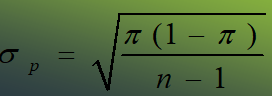 σ_p = √(π (1 − π) / (n − 1))